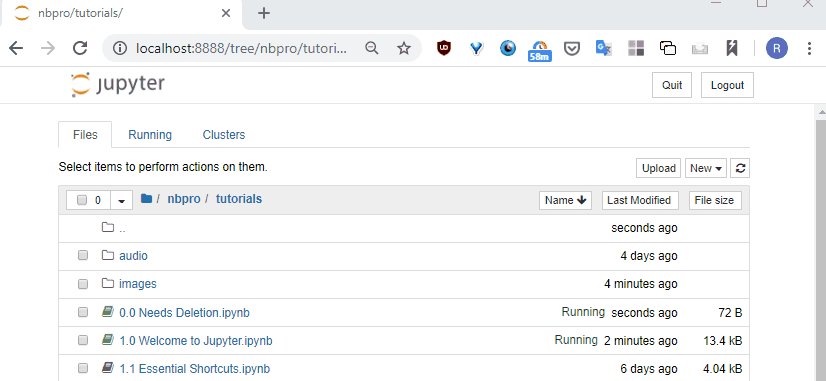 nbpro/tutorials/
localhost:8888/tree/nbpro/tutori...
58m
R
jupyter
Quit
Logout
Files
Running
Clusters
Select items to perform actions on them.
Upload
New
0
/ nbpro / tutorials
Name
Last Modified
File size
..
seconds ago
audio
4 days ago
images
4 minutes ago
0.0 Needs Deletion.ipynb
Running seconds ago
72 B
1.0 Welcome to Jupyter.ipynb
Running 2 minutes ago
13.4 kB
1.1 Essential Shortcuts.ipynb
6 days ago
4.04 kB